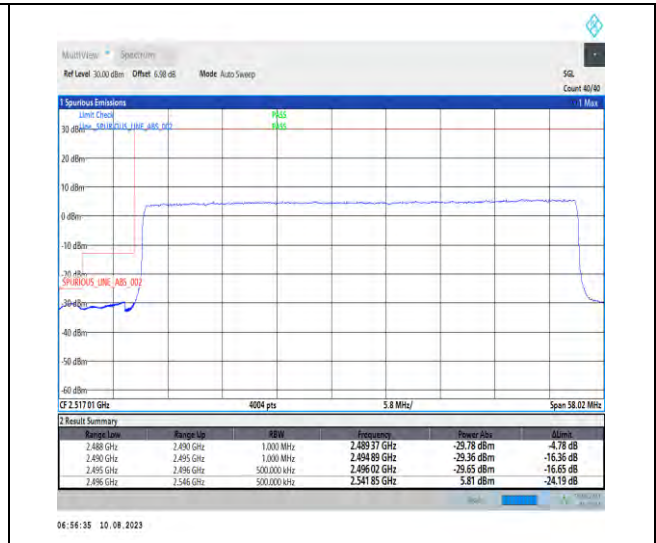 MultiView Spectrum
Ref Level 30.00 dBm Offset 6.98 dB Mode Auto Sweep SGL
Count 40/40
1 Spurious Emissions 1 Max
Limit Check PASS
30 dBm Line_SPURIOUS_LINE_ABS_002 PASS
20 dBm
10 dBm
0 dBm
-10 dBm
-20 dBm
SPURIOUS_LINE_ABS_002
-30 dBm
-40 dBm
-50 dBm
-60 dBm
CF 2.51701 GHz 4004 pts 5.8 MHz/ Span 58.02 MHz
2 Result Summary
Range Low Range Up RBW Frequency Power Abs ΔLimit
2.488 GHz 2.490 GHz 1.000 MHz 2.489 37 GHz -29.78 dBm -4.78 dB
2.490 GHz 2.495 GHz 1.000 MHz 2.494 89 GHz -29.36 dBm -16.36 dB
2.495 GHz 2.496 GHz 500.000 kHz 2.496 02 GHz -29.65 dBm -16.65 dB
2.496 GHz 2.546 GHz 500.000 kHz 2.541 85 GHz 5.81 dBm -24.19 dB
06:56:35 10.08.2023